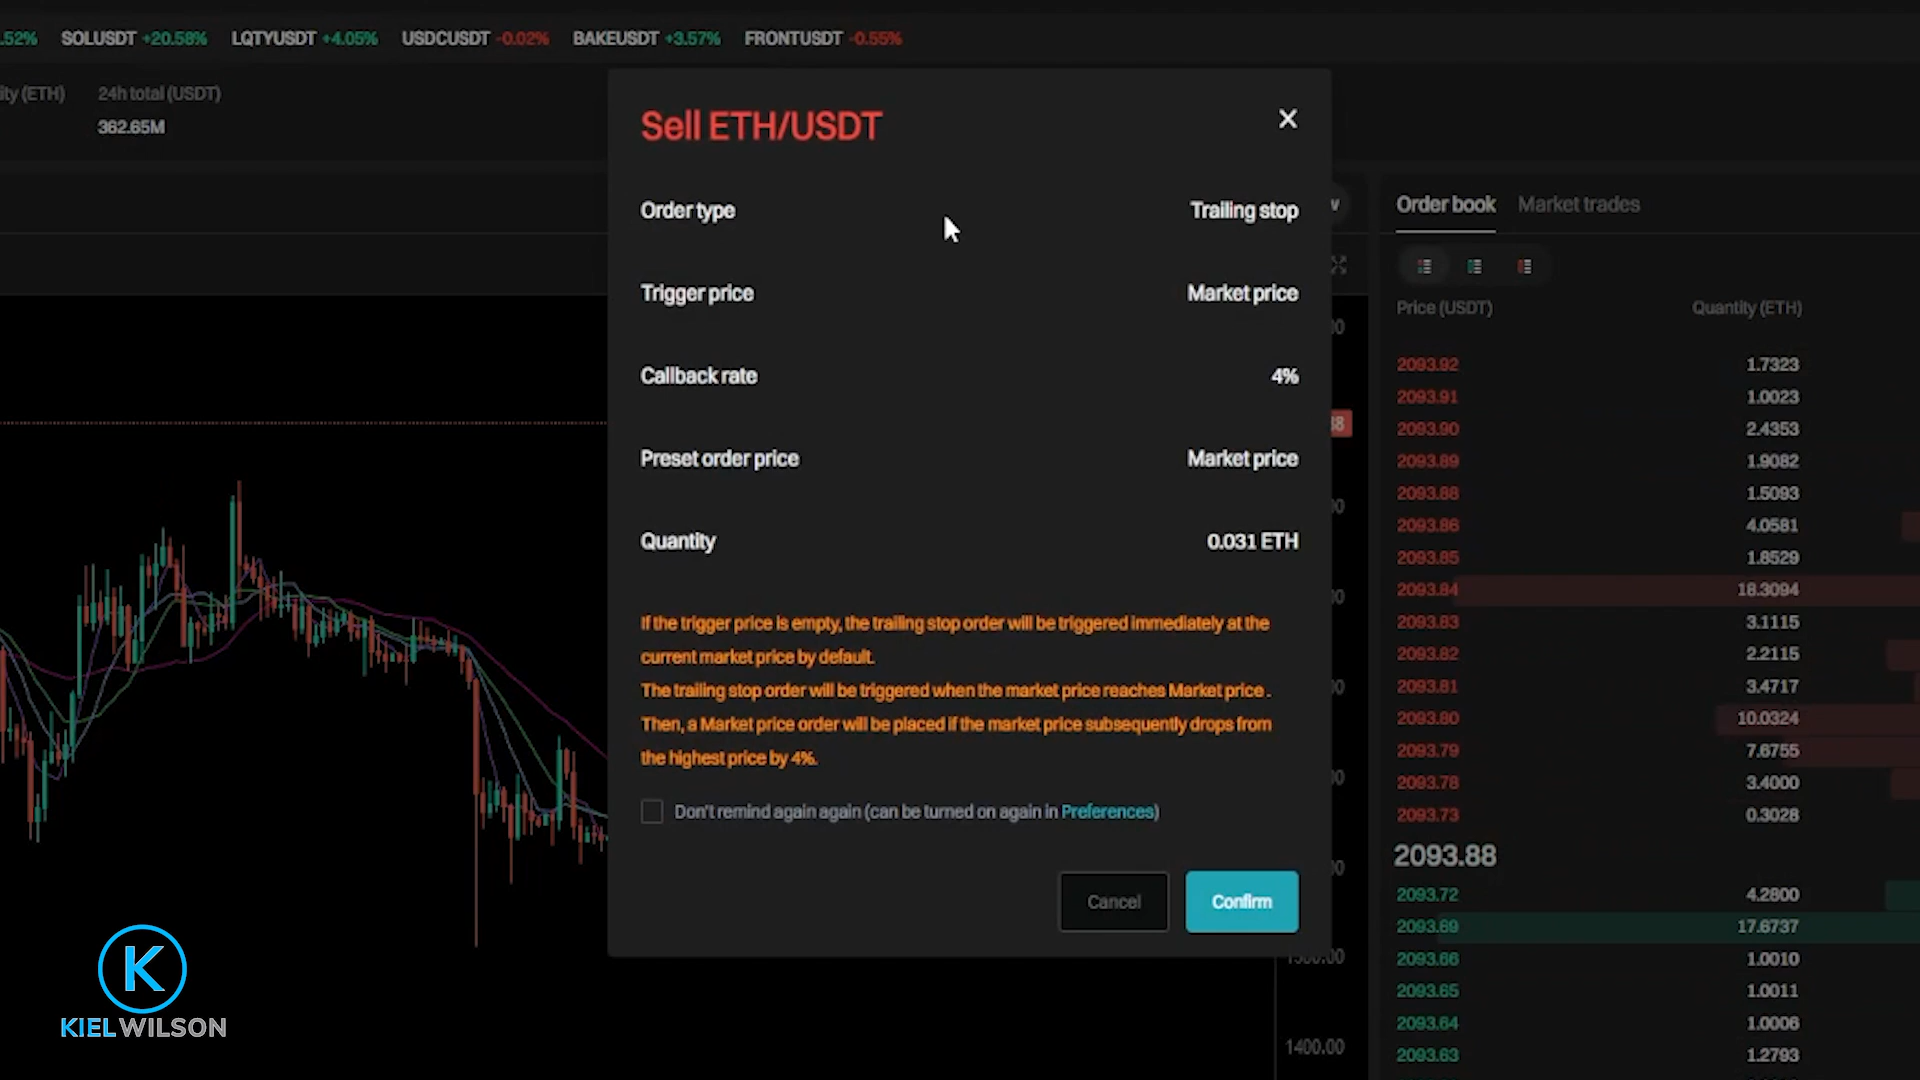 .52% SOLUSDT +20.58% LQTYUSDT +4.05% USDCUSDT -0.02% BAKEUSDT +3.57% FRONTUSDT -0.55%
ity (ETH) 24h total (USDT)
362.65M
Sell ETH/USDT
Order type Trailing stop
Trigger price Market price
Callback rate 4%
Preset order price Market price
Quantity 0.031 ETH
If the trigger price is empty, the trailing stop order will be triggered immediately at the
current market price by default.
The trailing stop order will be triggered when the market price reaches Market price .
Then, a Market price order will be placed if the market price subsequently drops from
the highest price by 4%.
Don't remind again again (can be turned on again in Preferences)
Cancel Confirm
1400.00
Order book Market trades
Price (USDT) Quantity (ETH)
2093.92 1.7323
2093.91 1.0023
2093.90 2.4353
2093.89 1.9082
2093.88 1.5093
2093.86 4.0581
2093.85 1.8529
2093.84 18.3094
2093.83 3.1115
2093.82 2.2115
2093.81 3.4717
2093.80 10.0324
2093.79 7.6755
2093.78 3.4000
2093.73 0.3028
2093.88
2093.72 4.2800
2093.69 17.6737
2093.66 1.0010
2093.65 1.0011
2093.64 1.0006
2093.63 1.2793
K
KIELWILSON